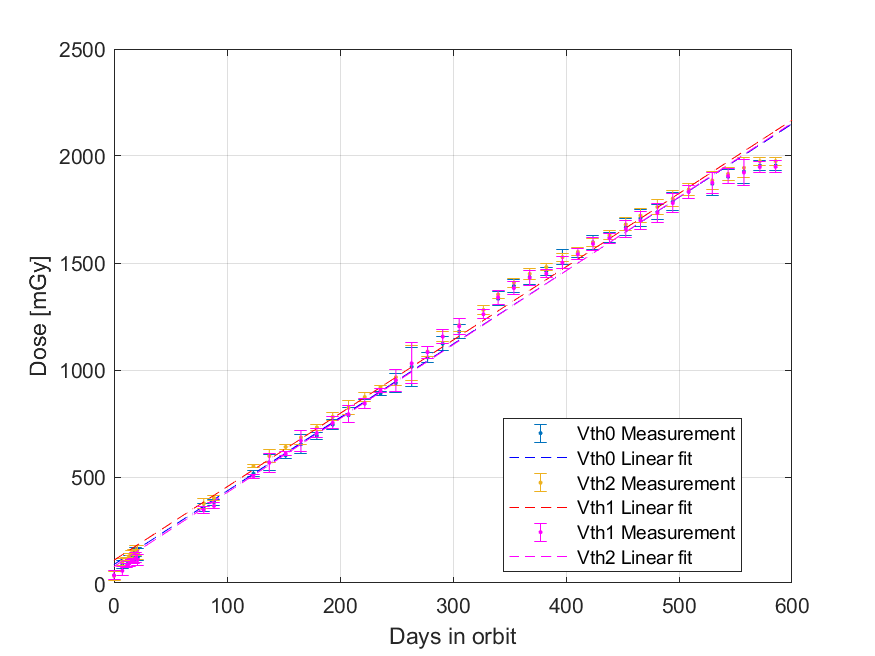 2500
2000
1500
1000
500
0
Dose [mGy]
Vth0 Measurement
Vth0 Linear fit
Vth2 Measurement
Vth1 Linear fit
Vth1 Measurement
Vth2 Linear fit
0 100 200 300 400 500 600
Days in orbit